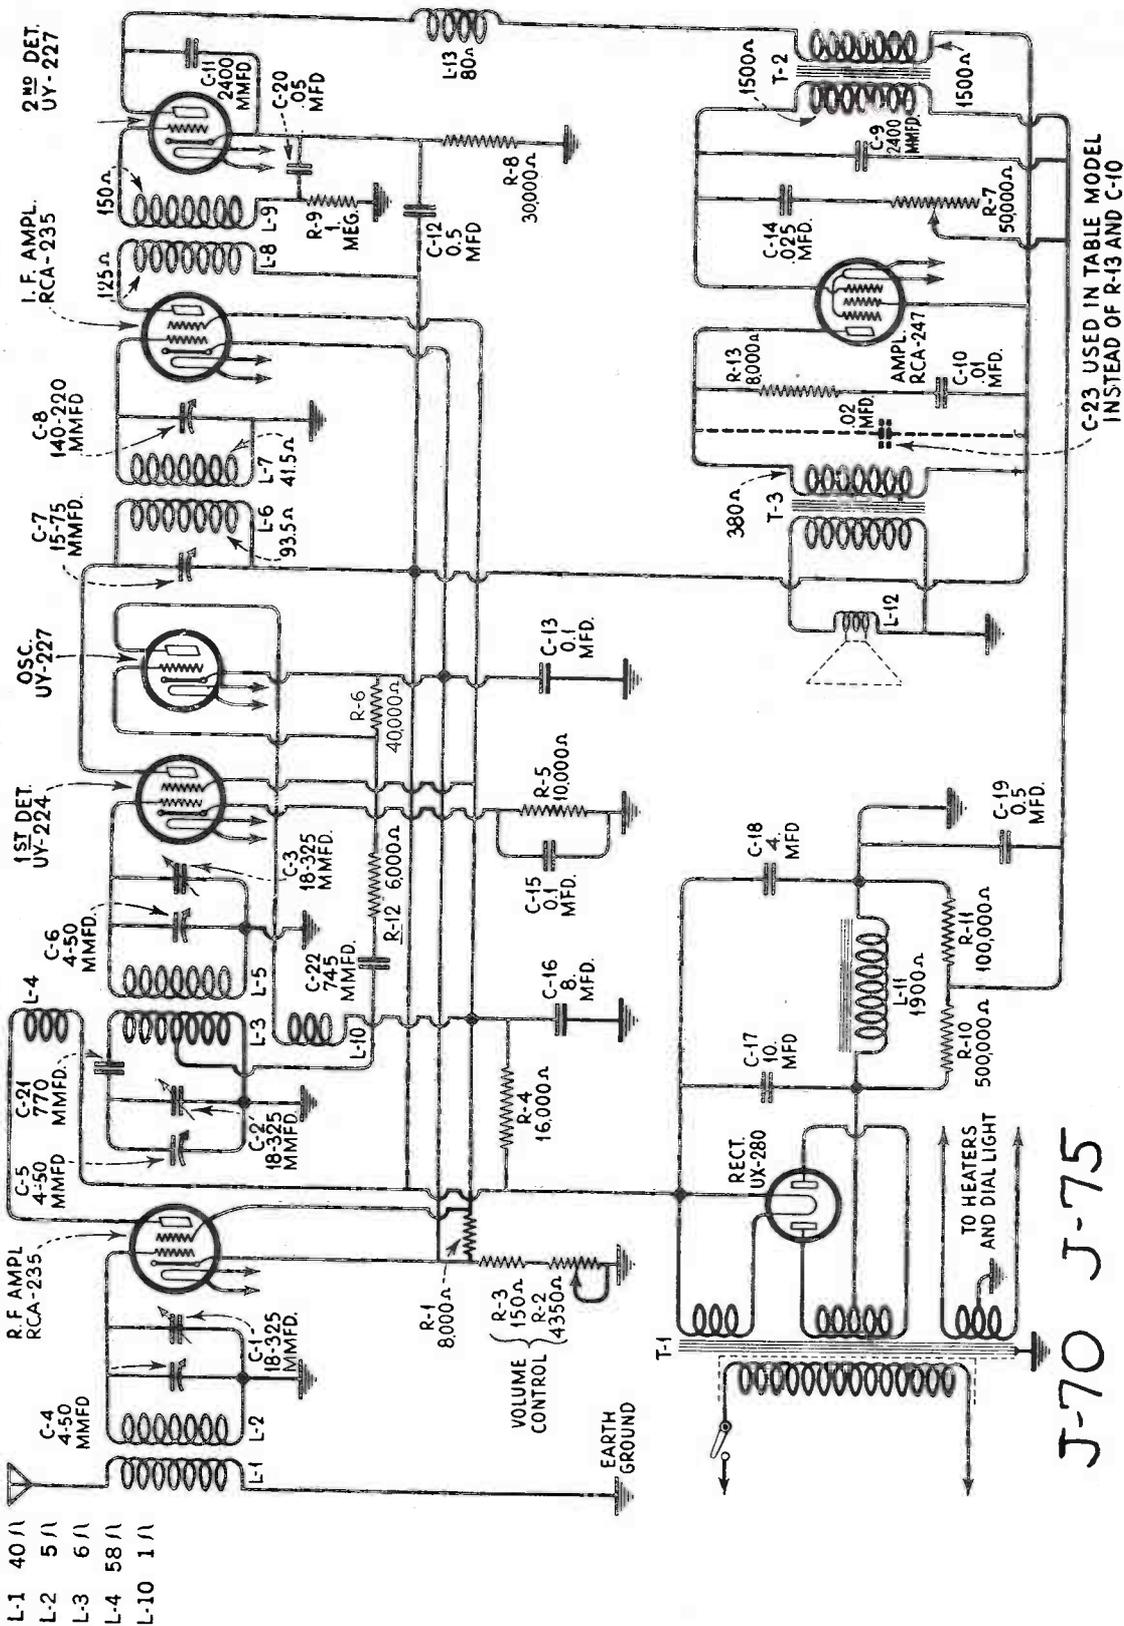 L-1 40Ω
L-2 5Ω
L-3 6Ω
L-4 58Ω
L-10 1Ω
R.F AMPL
RCA-235
1ST DET.
UY-224
OSC.
UY-227
I.F. AMPL.
RCA-235
2ND DET.
UY-227
C-4
4-50
MMFD
C-1
18-325
MMFD.
L-1
L-2
C-5
4-50
MMFD
C-21
770
MMFD.
L-4
C-2
18-325
MMFD.
L-3
L-5
C-6
4-50
MMFD.
C-3
18-325
MMFD.
L-10
C-22
745
MMFD.
R-12 6,000Ω
R-6
40,000Ω
C-7
15-75
MMFD.
L-6
93.5Ω
L-7
41.5Ω
C-8
140-220
MMFD
125Ω
L-8
150Ω
L-9
R-9
1.
MEG.
C-20
.05
MFD
C-11
2400
MMFD.
L-13
80Ω
C-12
0.5
MFD
R-8
30,000Ω
R-1
8,000Ω
VOLUME
CONTROL
R-3
150Ω
R-2
4350Ω
EARTH
GROUND
R-4
16,000Ω
C-16
8.
MFD.
C-15
0.1
MFD.
R-5
10,000Ω
C-13
0.1
MFD.
T-1
RECT.
UX-280
TO HEATERS
AND DIAL LIGHT
C-17
10.
MFD
C-18
4.
MFD
L-11
1900Ω
R-10
500,000Ω
R-11
100,000Ω
C-19
0.5
MFD.
L-12
T-3
380Ω
.02
MFD.
R-13
8,000Ω
C-10
.01
MFD.
AMPL.
RCA-247
C-14
.025
MFD.
R-7
50,000Ω
C-9
2400
MMFD.
1500Ω
T-2
1500Ω
C-23 USED IN TABLE MODEL
INSTEAD OF R-13 AND C-10
J-70 J-75